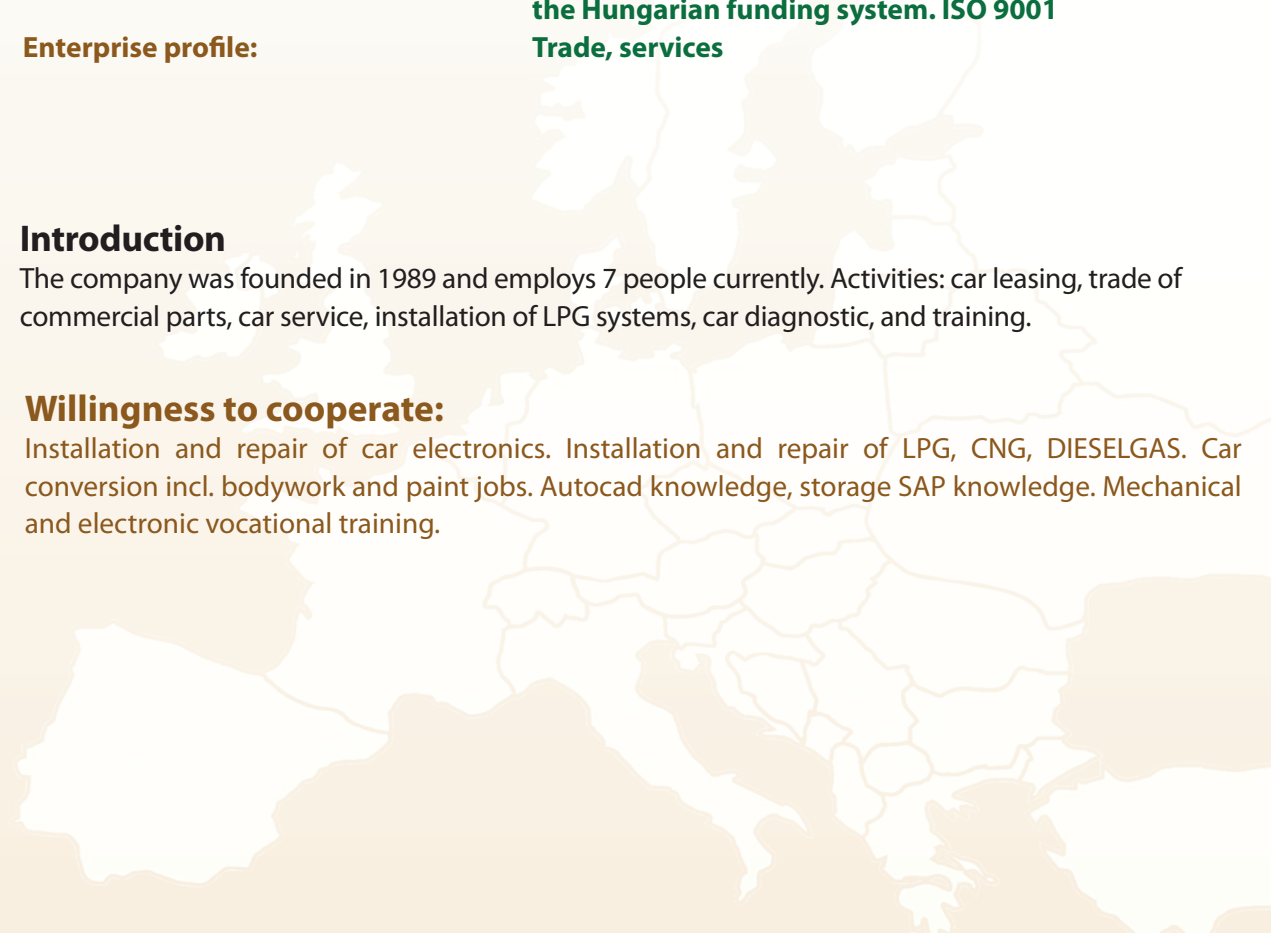 the Hungarian funding system. ISO 9001
Enterprise profile: Trade, services
Introduction
The company was founded in 1989 and employs 7 people currently. Activities: car leasing, trade of
commercial parts, car service, installation of LPG systems, car diagnostic, and training.
Willingness to cooperate:
Installation and repair of car electronics. Installation and repair of LPG, CNG, DIESELGAS. Car
conversion incl. bodywork and paint jobs. Autocad knowledge, storage SAP knowledge. Mechanical
and electronic vocational training.